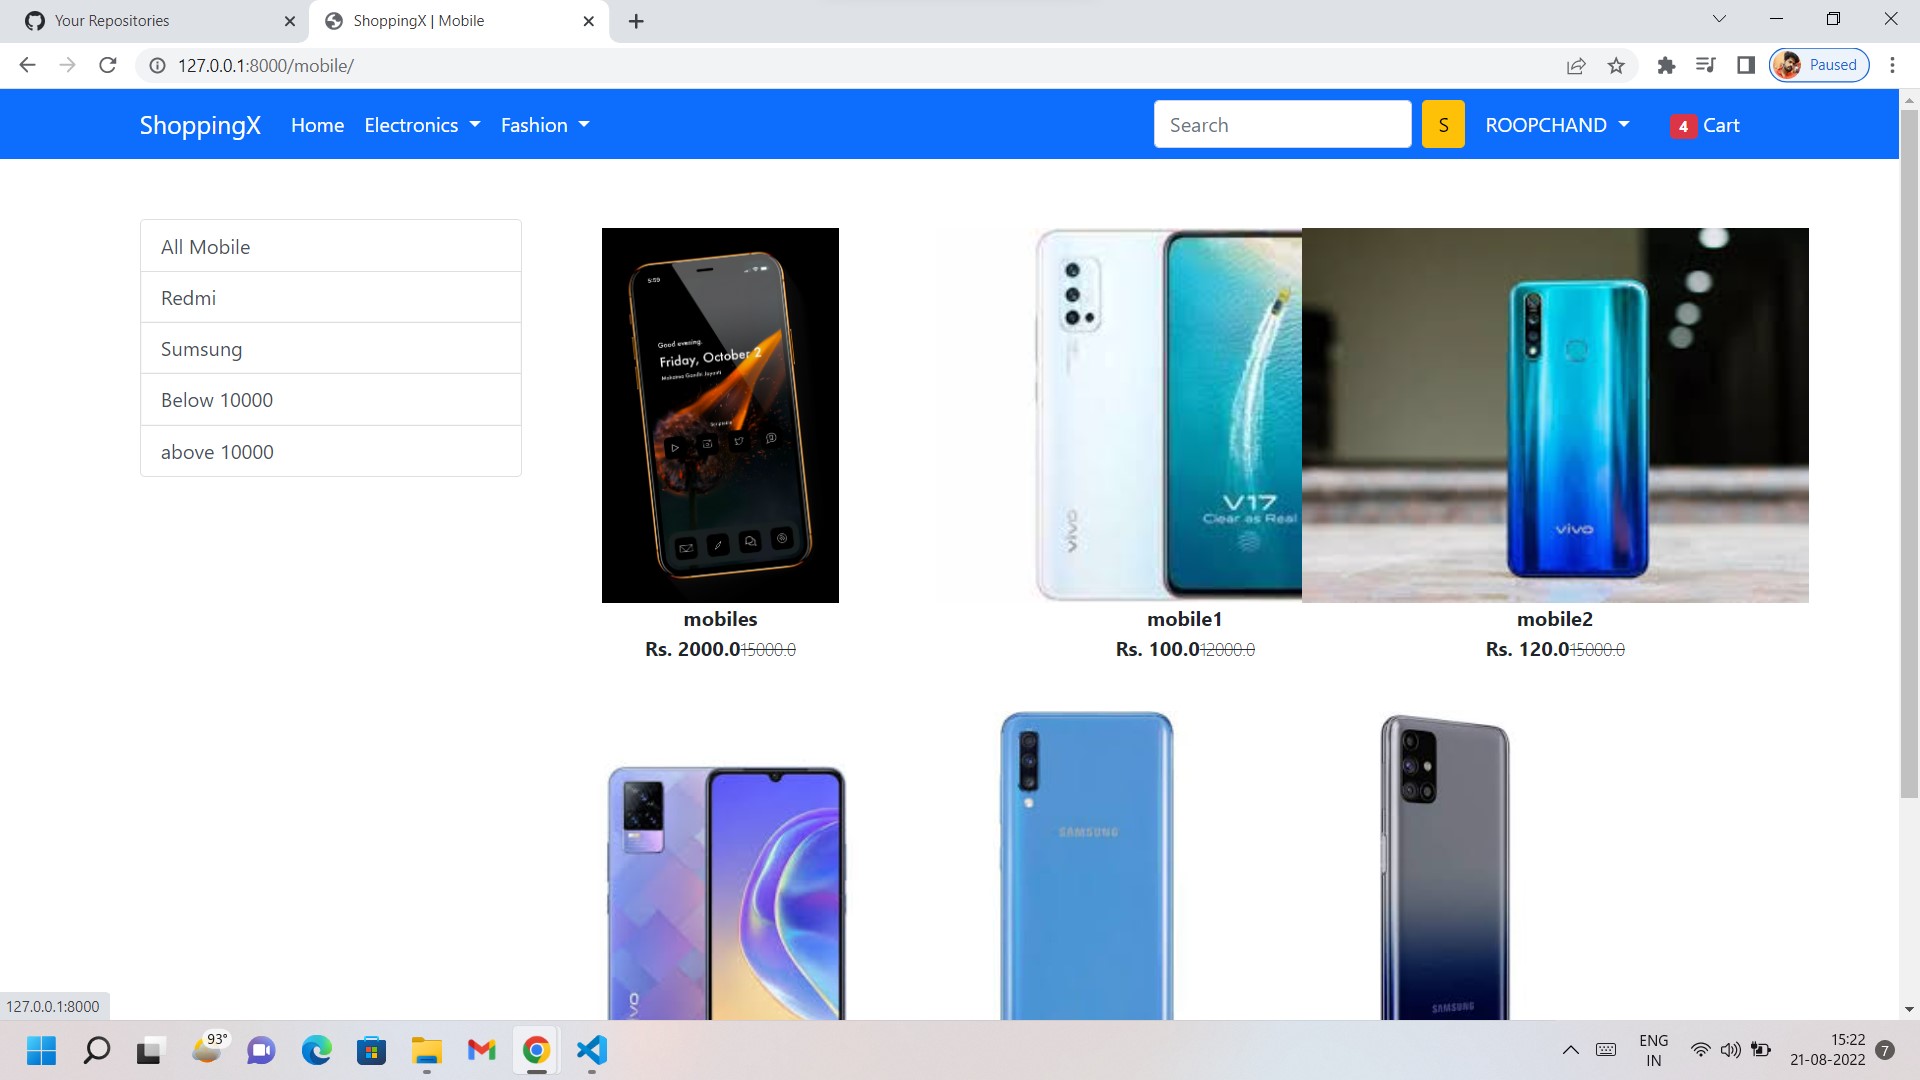 Your Repositories
ShoppingX | Mobile
127.0.0.1:8000/mobile/
Paused
ShoppingX Home Electronics Fashion
Search
S
ROOPCHAND
4 Cart
All Mobile
Redmi
Sumsung
Below 10000
above 10000
5:59
Good evening.
Friday, October 2
vivo
V17
Clear as Real
vivo
mobiles
mobile1
mobile2
Rs. 2000.0 15000.0
Rs. 100.0 12000.0
Rs. 120.0 15000.0
SAMSUNG
SAMSUNG
127.0.0.1:8000
93°
ENG
IN
15:22
21-08-2022
7